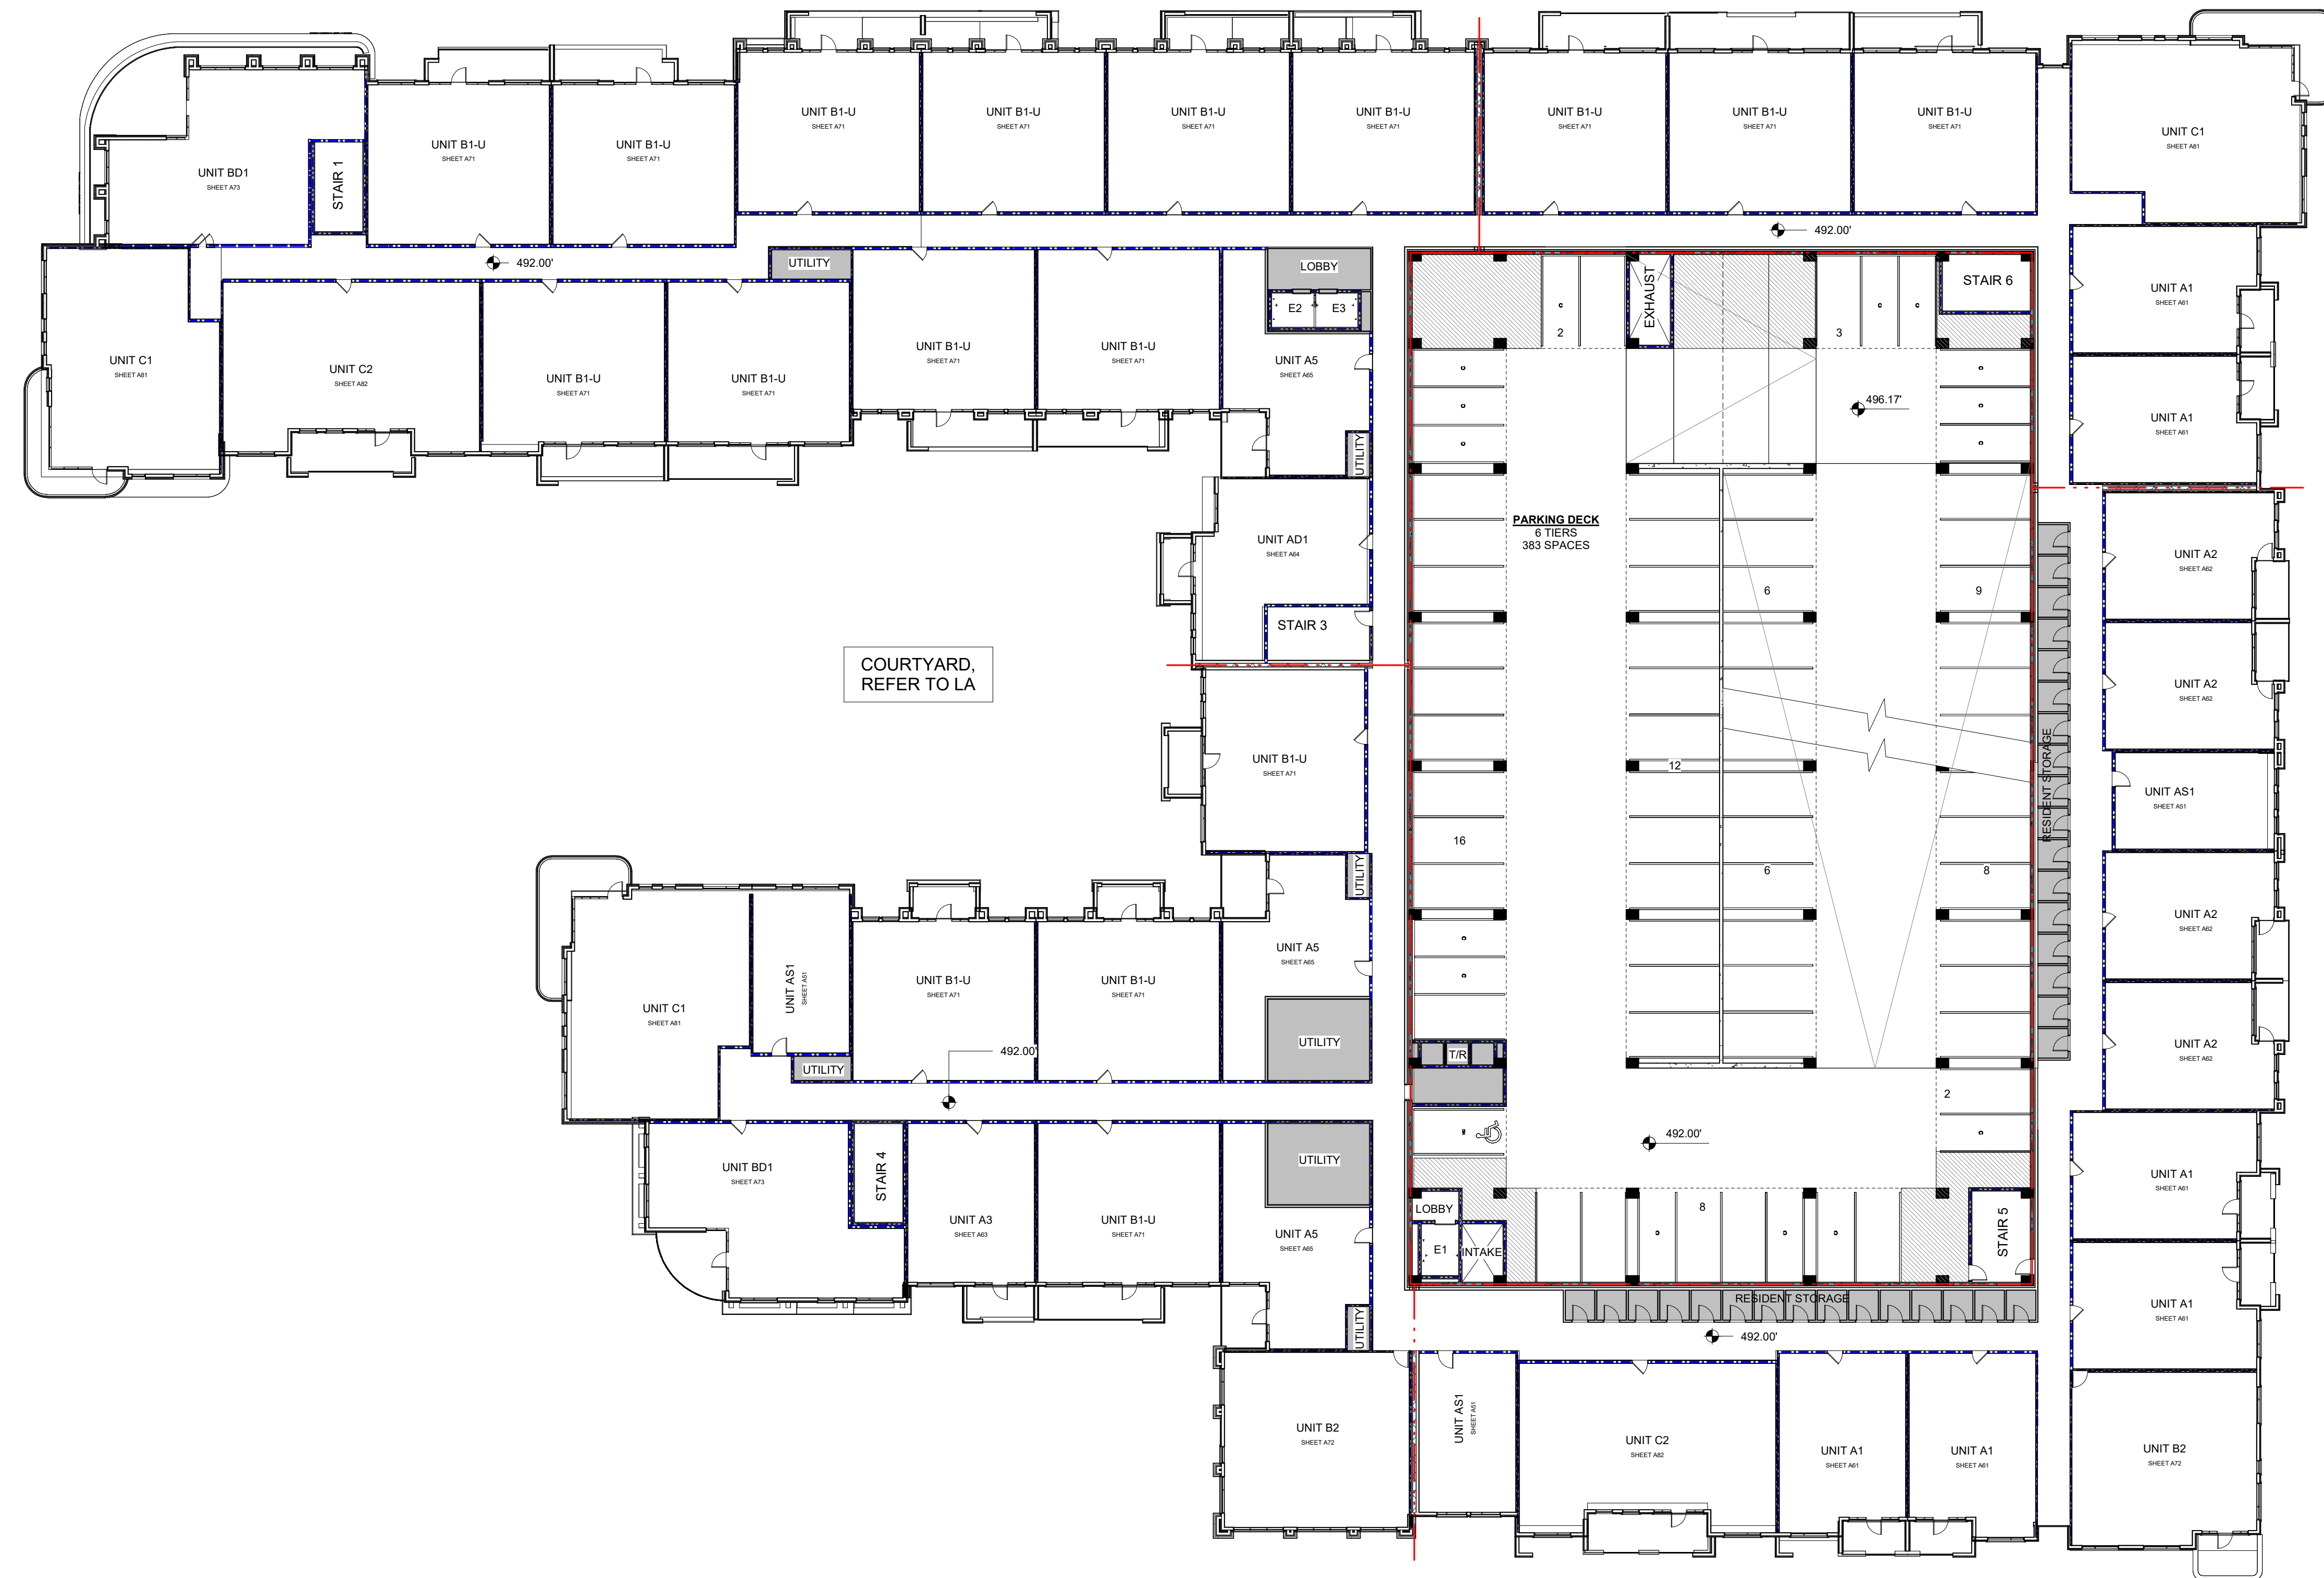 UNIT B1-U
SHEET A71
UNIT B1-U
SHEET A71
UNIT B1-U
SHEET A71
UNIT B1-U
SHEET A71
UNIT B1-U
SHEET A71
UNIT B1-U
SHEET A71
UNIT B1-U
SHEET A71
UNIT C1
SHEET A81
UNIT B1-U
SHEET A71
UNIT B1-U
SHEET A71
UNIT BD1
SHEET A73
STAIR 1
492.00'
492.00'
UTILITY
LOBBY
E2
E3
EXHAUST
STAIR 6
UNIT A1
SHEET A61
2
3
UNIT C1
SHEET A81
UNIT C2
SHEET A82
UNIT B1-U
SHEET A71
UNIT B1-U
SHEET A71
UNIT B1-U
SHEET A71
UNIT B1-U
SHEET A71
UNIT A5
SHEET A65
496.17'
UNIT A1
SHEET A61
UTILITY
PARKING DECK
6 TIERS
383 SPACES
UNIT AD1
SHEET A64
UNIT A2
SHEET A62
6
9
STAIR 3
COURTYARD,
REFER TO LA
UNIT A2
SHEET A62
UNIT B1-U
SHEET A71
12
RESIDENT STORAGE
UNIT AS1
SHEET A51
16
6
8
UTILITY
UNIT A2
SHEET A62
UNIT A5
SHEET A65
UNIT C1
SHEET A81
UNIT AS1
SHEET A51
UNIT B1-U
SHEET A71
UNIT B1-U
SHEET A71
UTILITY
492.00'
UTILITY
T/R
UNIT A2
SHEET A62
2
492.00'
UNIT BD1
SHEET A73
STAIR 4
UTILITY
UNIT A1
SHEET A61
UNIT A3
SHEET A63
UNIT B1-U
SHEET A71
UNIT A5
SHEET A65
LOBBY
E1
INTAKE
8
STAIR 5
RESIDENT STORAGE
UNIT A1
SHEET A61
UTILITY
492.00'
UNIT B2
SHEET A72
UNIT AS1
SHEET A51
UNIT C2
SHEET A82
UNIT A1
SHEET A61
UNIT A1
SHEET A61
UNIT B2
SHEET A72